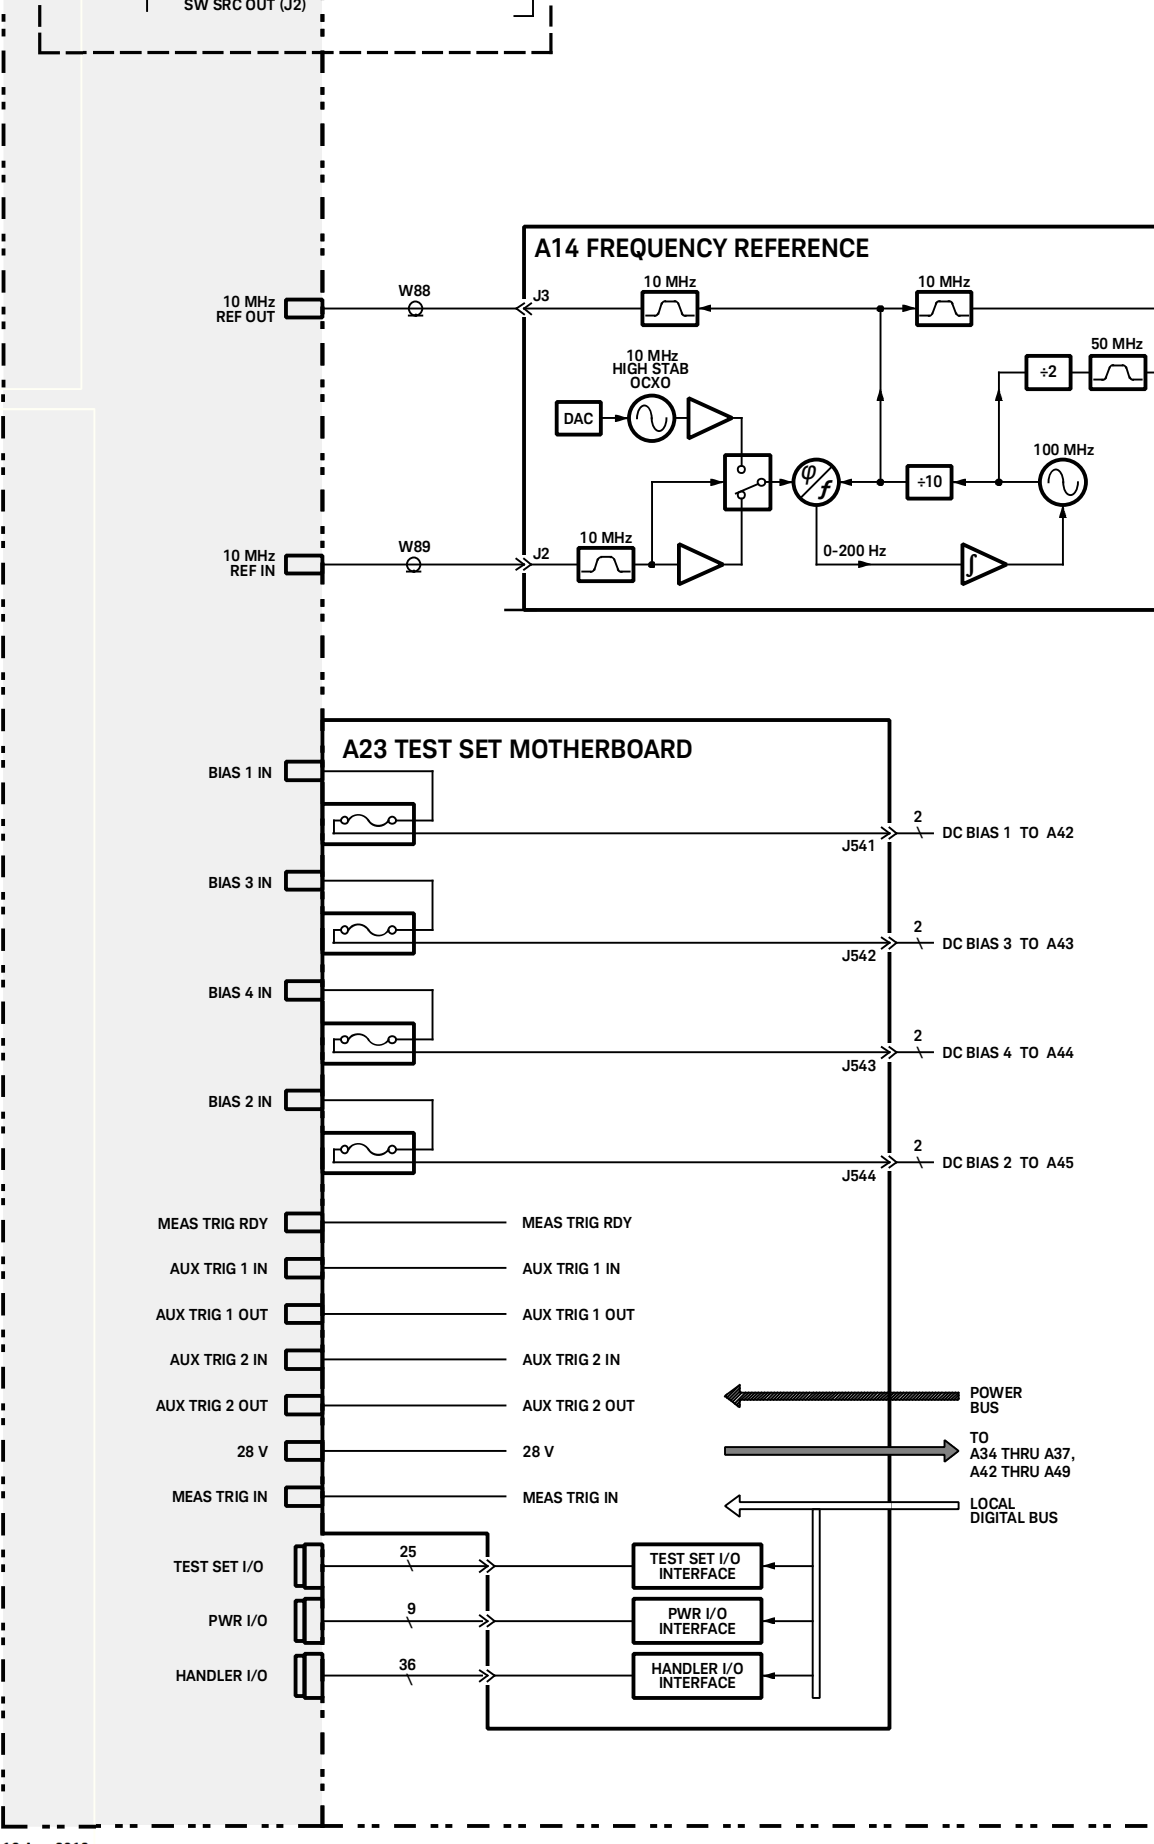 SW SRC OUT (J2)
A14 FREQUENCY REFERENCE
10 MHz
REF OUT
W88
J3
10 MHz
10 MHz
50 MHz
÷2
10 MHz
HIGH STAB
OCXO
DAC
φ/f
÷10
100 MHz
10 MHz
REF IN
W89
J2
10 MHz
0-200 Hz
∫
A23 TEST SET MOTHERBOARD
BIAS 1 IN
J541
2
DC BIAS 1 TO A42
BIAS 3 IN
J542
2
DC BIAS 3 TO A43
BIAS 4 IN
J543
2
DC BIAS 4 TO A44
BIAS 2 IN
J544
2
DC BIAS 2 TO A45
MEAS TRIG RDY
MEAS TRIG RDY
AUX TRIG 1 IN
AUX TRIG 1 IN
AUX TRIG 1 OUT
AUX TRIG 1 OUT
AUX TRIG 2 IN
AUX TRIG 2 IN
AUX TRIG 2 OUT
AUX TRIG 2 OUT
POWER
BUS
28 V
28 V
TO
A34 THRU A37,
A42 THRU A49
MEAS TRIG IN
MEAS TRIG IN
LOCAL
DIGITAL BUS
TEST SET I/O
25
TEST SET I/O
INTERFACE
PWR I/O
9
PWR I/O
INTERFACE
HANDLER I/O
36
HANDLER I/O
INTERFACE